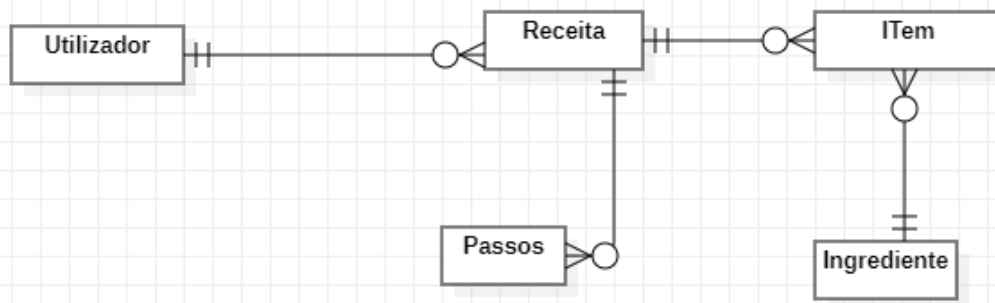 Utilizador
Receita
ITem
Passos
Ingrediente